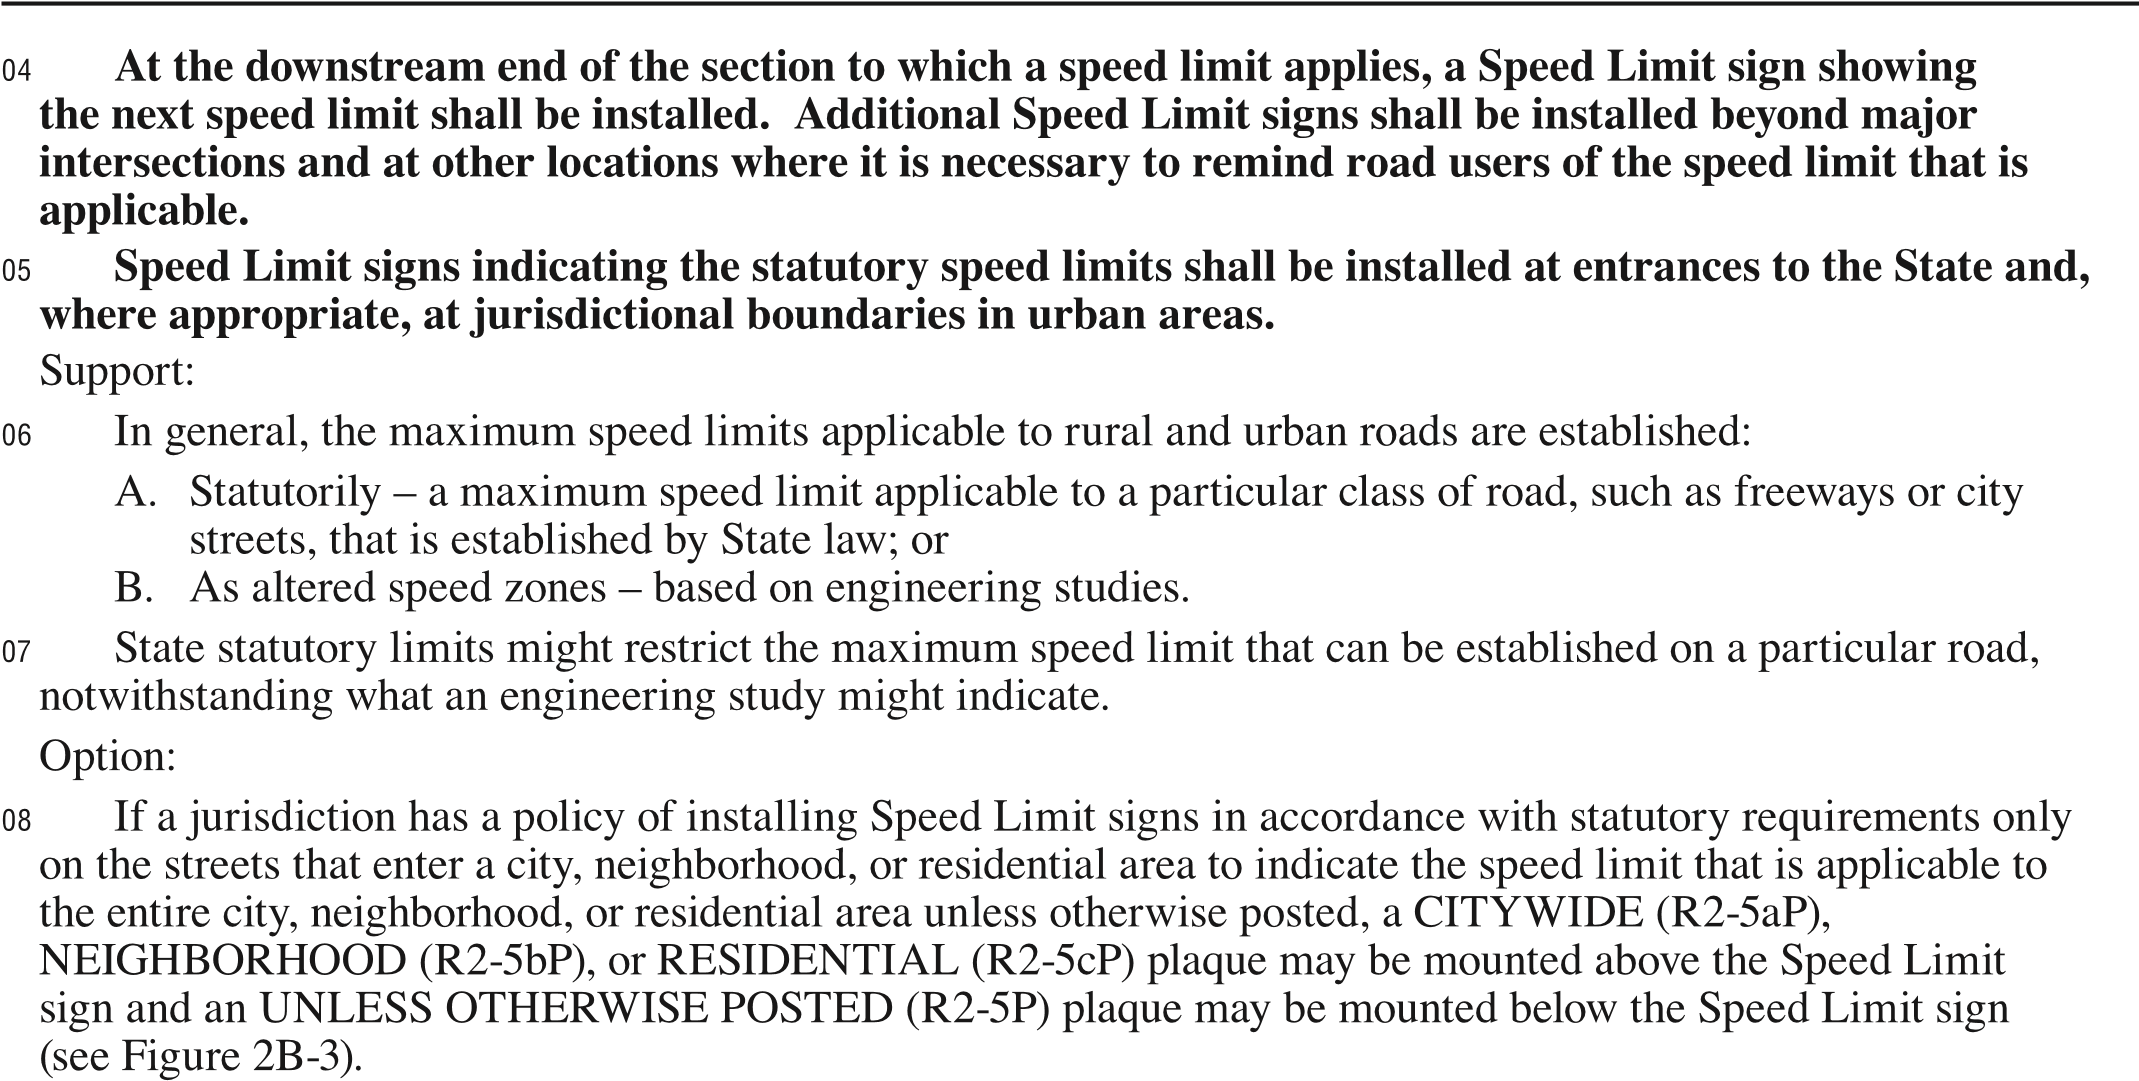 04 At the downstream end of the section to which a speed limit applies, a Speed Limit sign showing
the next speed limit shall be installed.  Additional Speed Limit signs shall be installed beyond major
intersections and at other locations where it is necessary to remind road users of the speed limit that is
applicable.
05 Speed Limit signs indicating the statutory speed limits shall be installed at entrances to the State and,
where appropriate, at jurisdictional boundaries in urban areas.
Support:
06 In general, the maximum speed limits applicable to rural and urban roads are established:
A. Statutorily – a maximum speed limit applicable to a particular class of road, such as freeways or city
streets, that is established by State law; or
B. As altered speed zones – based on engineering studies.
07 State statutory limits might restrict the maximum speed limit that can be established on a particular road,
notwithstanding what an engineering study might indicate.
Option:
08 If a jurisdiction has a policy of installing Speed Limit signs in accordance with statutory requirements only
on the streets that enter a city, neighborhood, or residential area to indicate the speed limit that is applicable to
the entire city, neighborhood, or residential area unless otherwise posted, a CITYWIDE (R2-5aP),
NEIGHBORHOOD (R2-5bP), or RESIDENTIAL (R2-5cP) plaque may be mounted above the Speed Limit
sign and an UNLESS OTHERWISE POSTED (R2-5P) plaque may be mounted below the Speed Limit sign
(see Figure 2B-3).